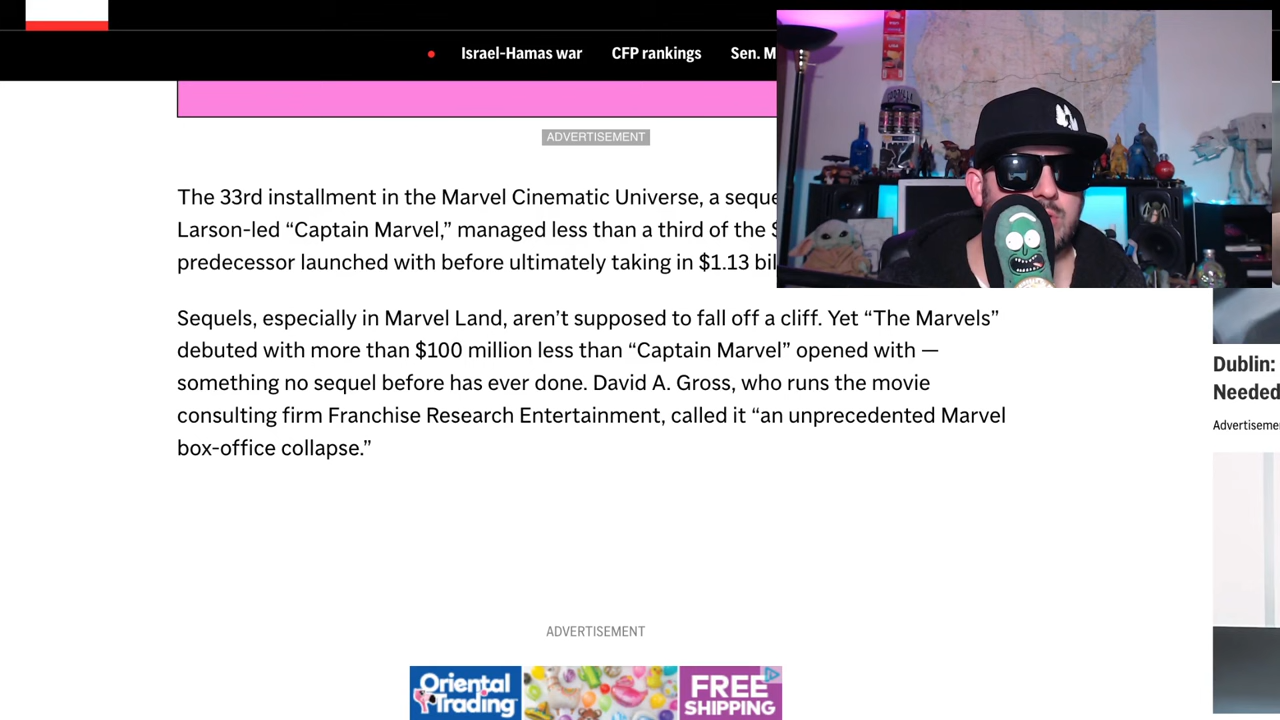 Israel-Hamas war CFP rankings Sen. M
ADVERTISEMENT
The 33rd installment in the Marvel Cinematic Universe, a seque
Larson-led “Captain Marvel,” managed less than a third of the $
predecessor launched with before ultimately taking in $1.13 bil
Sequels, especially in Marvel Land, aren’t supposed to fall off a cliff. Yet “The Marvels”
debuted with more than $100 million less than “Captain Marvel” opened with —
something no sequel before has ever done. David A. Gross, who runs the movie
consulting firm Franchise Research Entertainment, called it “an unprecedented Marvel
box-office collapse.”
Dublin:
Needed
Advertiseme
ADVERTISEMENT
Oriental
Trading
FREE
SHIPPING